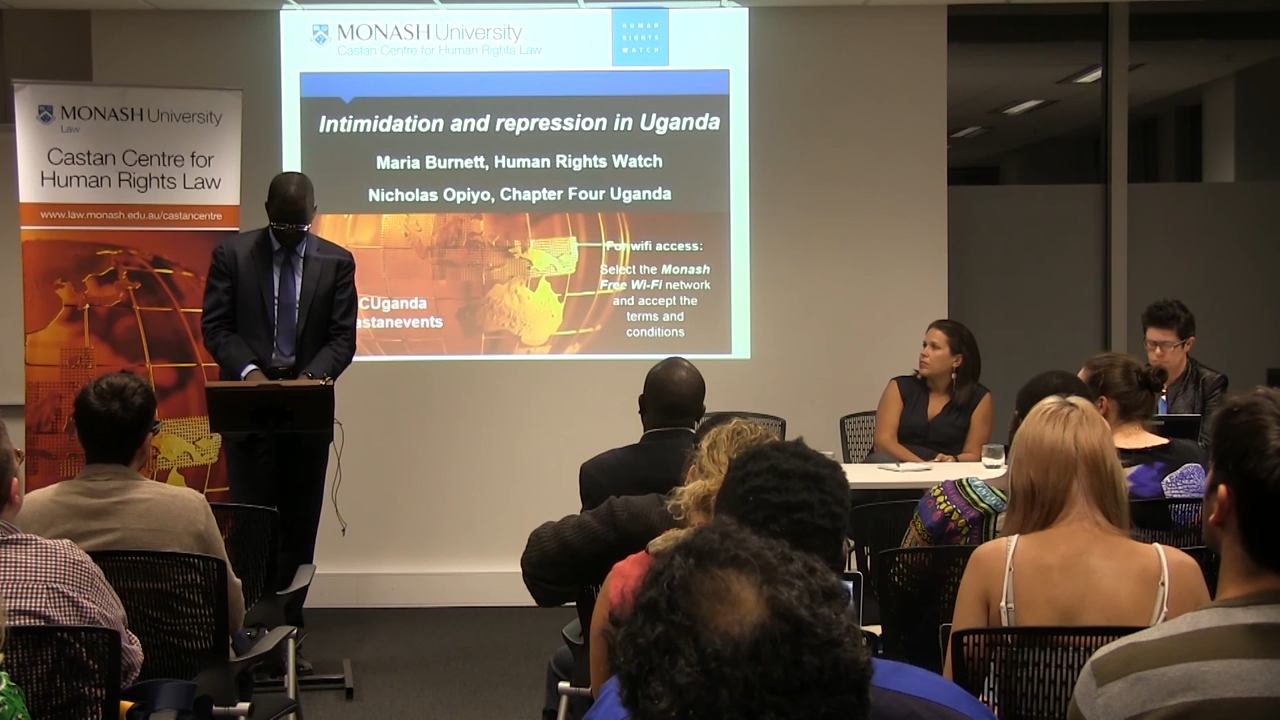 MONASH University
Law
Castan Centre for
Human Rights Law
www.law.monash.edu.au/castancentre
MONASH University
Castan Centre for Human Rights Law
HUMAN
RIGHTS
WATCH
Intimidation and repression in Uganda
Maria Burnett, Human Rights Watch
Nicholas Opiyo, Chapter Four Uganda
For wifi access:
Select the Monash
Free Wi-Fi network
and accept the
terms and
conditions
CUganda
astanevents